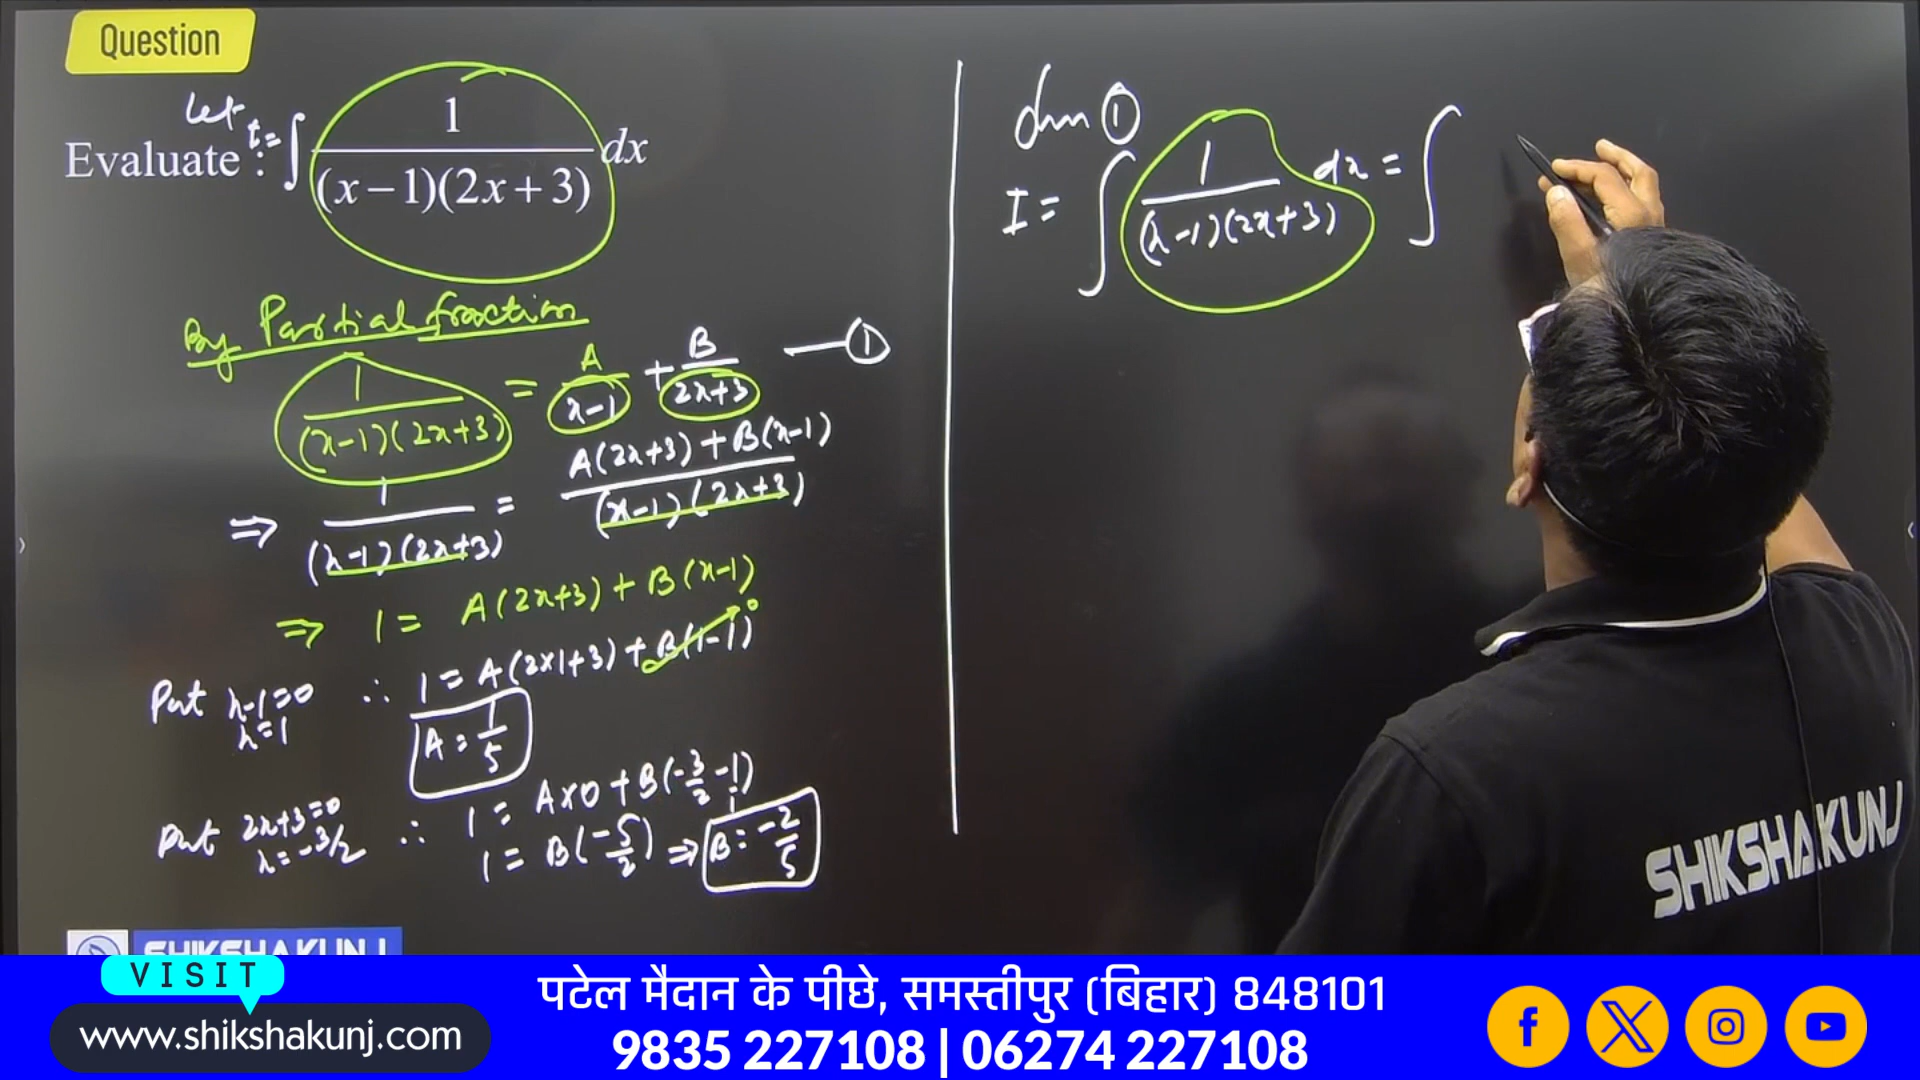 Question
Let
Evaluate : I = ∫ 1/((x−1)(2x+3)) dx
By Partial fraction
1/((x-1)(2x+3)) = A/(x-1) + B/(2x+3) — ①
⇒ 1/((x-1)(2x+3)) = (A(2x+3) + B(x-1))/((x-1)(2x+3))
⇒ 1 = A(2x+3) + B(x-1)
Put x-1=0 ∴ 1 = A(2x1+3) + B(1-1) 0
x=1
A = 1/5
Put 2x+3=0 ∴ 1 = Ax0 + B(-3/2 - 1/1)
x = -3/2
1 = B(-5/2) ⇒ B = -2/5
①
I = ∫ 1/((x-1)(2x+3)) dx = ∫
SHIKSHAKUNJ
SHIKSHAKUNJ
VISIT
www.shikshakunj.com
पटेल मैदान के पीछे, समस्तीपुर (बिहार) 848101
9835 227108 | 06274 227108